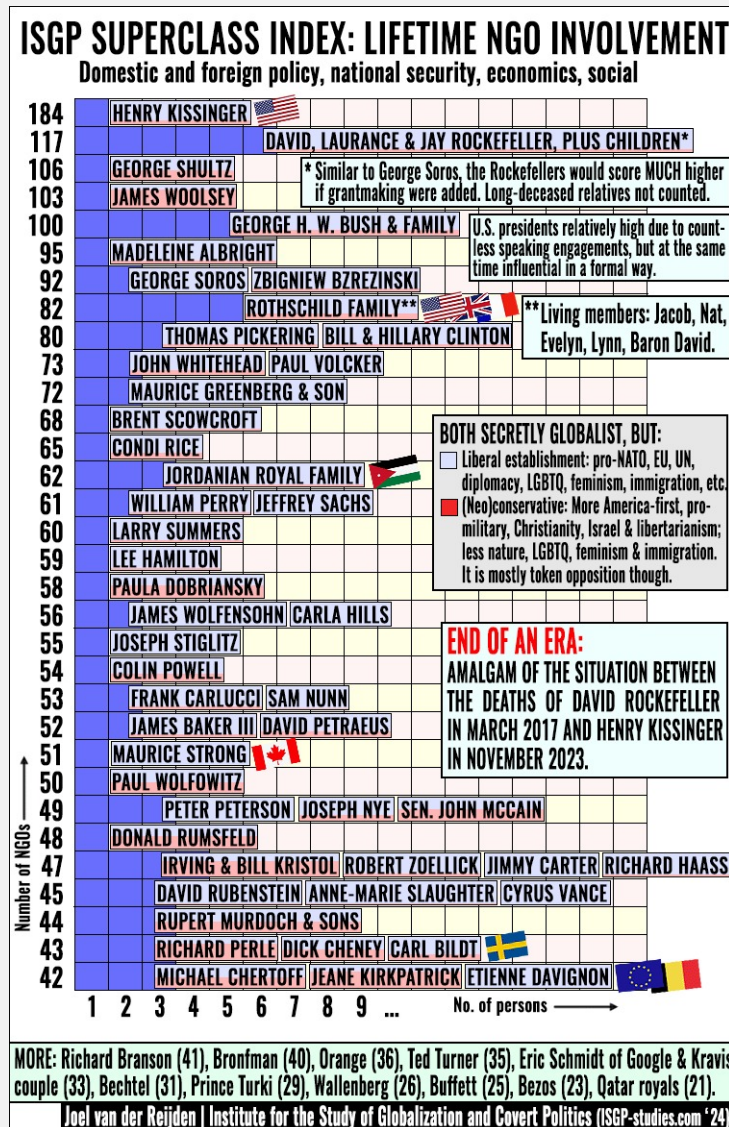 ISGP SUPERCLASS INDEX: LIFETIME NGO INVOLVEMENT
Domestic and foreign policy, national security, economics, social
184 HENRY KISSINGER
117 DAVID, LAURANCE & JAY ROCKEFELLER, PLUS CHILDREN*
* Similar to George Soros, the Rockefellers would score MUCH higher
if grantmaking were added. Long-deceased relatives not counted.
106 GEORGE SHULTZ
103 JAMES WOOLSEY
100 GEORGE H. W. BUSH & FAMILY
U.S. presidents relatively high due to count-
less speaking engagements, but at the same
time influential in a formal way.
95 MADELEINE ALBRIGHT
92 GEORGE SOROS ZBIGNIEW BZREZINSKI
82 ROTHSCHILD FAMILY**
**Living members: Jacob, Nat,
Evelyn, Lynn, Baron David.
80 THOMAS PICKERING BILL & HILLARY CLINTON
73 JOHN WHITEHEAD PAUL VOLCKER
72 MAURICE GREENBERG & SON
68 BRENT SCOWCROFT
65 CONDI RICE
62 JORDANIAN ROYAL FAMILY
61 WILLIAM PERRY JEFFREY SACHS
60 LARRY SUMMERS
59 LEE HAMILTON
58 PAULA DOBRIANSKY
BOTH SECRETLY GLOBALIST, BUT:
Liberal establishment: pro-NATO, EU, UN,
diplomacy, LGBTQ, feminism, immigration, etc.
(Neo)conservative: More America-first, pro-
military, Christianity, Israel & libertarianism;
less nature, LGBTQ, feminism & immigration.
It is mostly token opposition though.
56 JAMES WOLFENSOHN CARLA HILLS
55 JOSEPH STIGLITZ
54 COLIN POWELL
53 FRANK CARLUCCI SAM NUNN
52 JAMES BAKER III DAVID PETRAEUS
51 MAURICE STRONG
50 PAUL WOLFOWITZ
END OF AN ERA:
AMALGAM OF THE SITUATION BETWEEN
THE DEATHS OF DAVID ROCKEFELLER
IN MARCH 2017 AND HENRY KISSINGER
IN NOVEMBER 2023.
49 PETER PETERSON JOSEPH NYE SEN. JOHN MCCAIN
48 DONALD RUMSFELD
47 IRVING & BILL KRISTOL ROBERT ZOELLICK JIMMY CARTER RICHARD HAASS
45 DAVID RUBENSTEIN ANNE-MARIE SLAUGHTER CYRUS VANCE
44 RUPERT MURDOCH & SONS
43 RICHARD PERLE DICK CHENEY CARL BILDT
42 MICHAEL CHERTOFF JEANE KIRKPATRICK ETIENNE DAVIGNON
Number of NGOs
1 2 3 4 5 6 7 8 9 ... No. of persons
MORE: Richard Branson (41), Bronfman (40), Orange (36), Ted Turner (35), Eric Schmidt of Google & Kravis
couple (33), Bechtel (31), Prince Turki (29), Wallenberg (26), Buffett (25), Bezos (23), Qatar royals (21).
Joel van der Reijden | Institute for the Study of Globalization and Covert Politics (ISGP-studies.com '24)